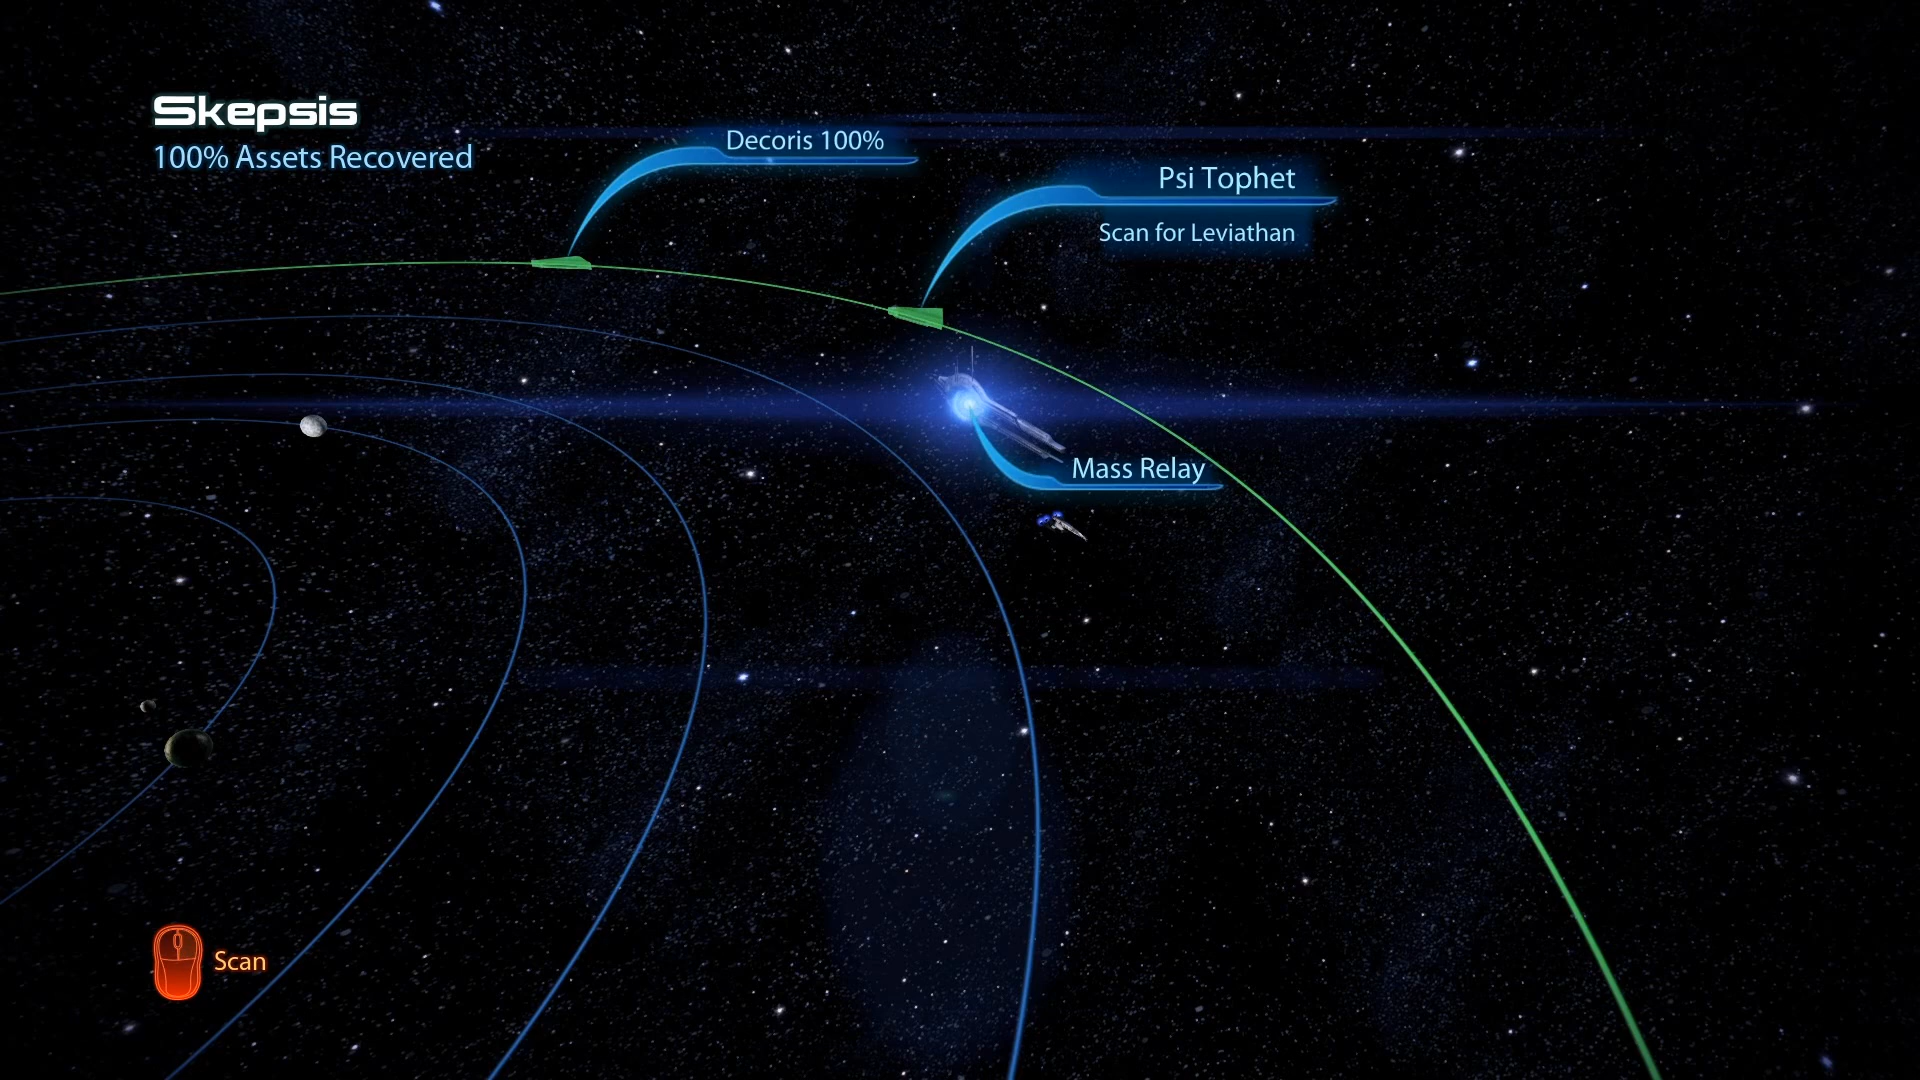 Skepsis
100% Assets Recovered
Decoris 100%
Psi Tophet
Scan for Leviathan
Mass Relay
Scan